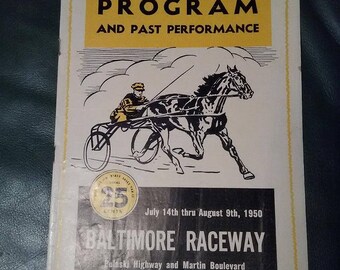 PROGRAM
AND PAST PERFORMANCE
25
CENTS
July 14th thru August 9th, 1950
BALTIMORE RACEWAY
Pulaski Highway and Martin Boulevard